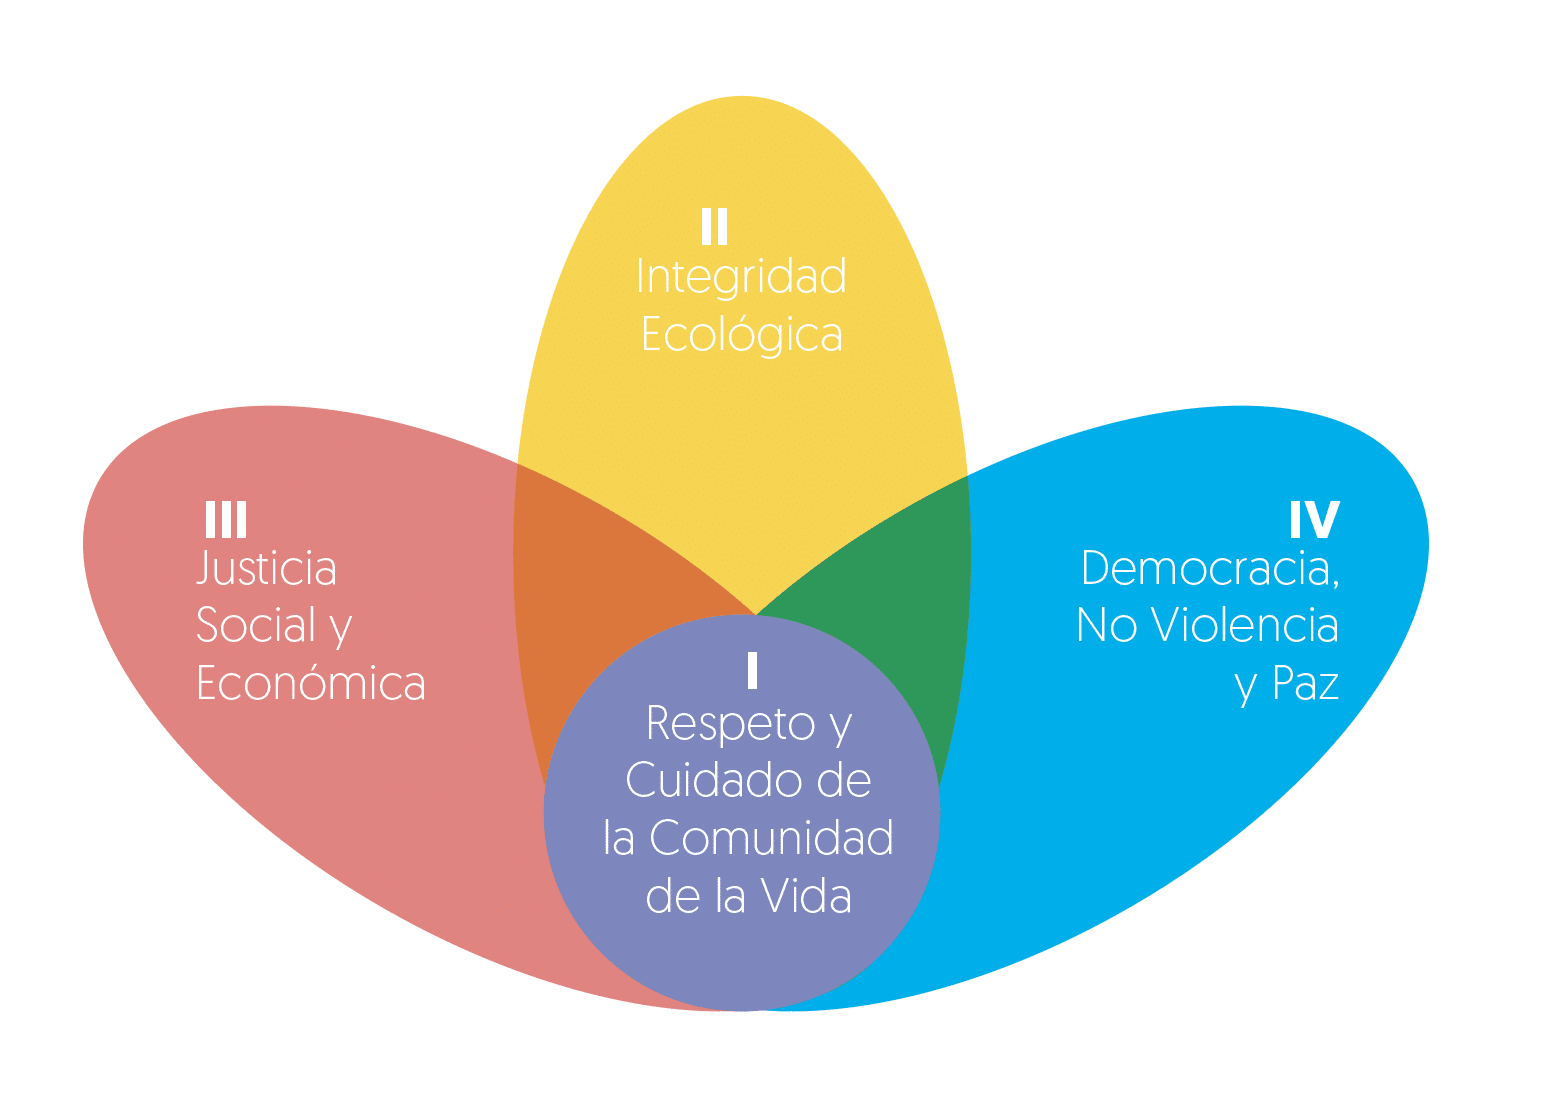 II
Integridad
Ecológica
III
Justicia
Social y
Económica
IV
Democracia,
No Violencia
y Paz
I
Respeto y
Cuidado de
la Comunidad
de la Vida